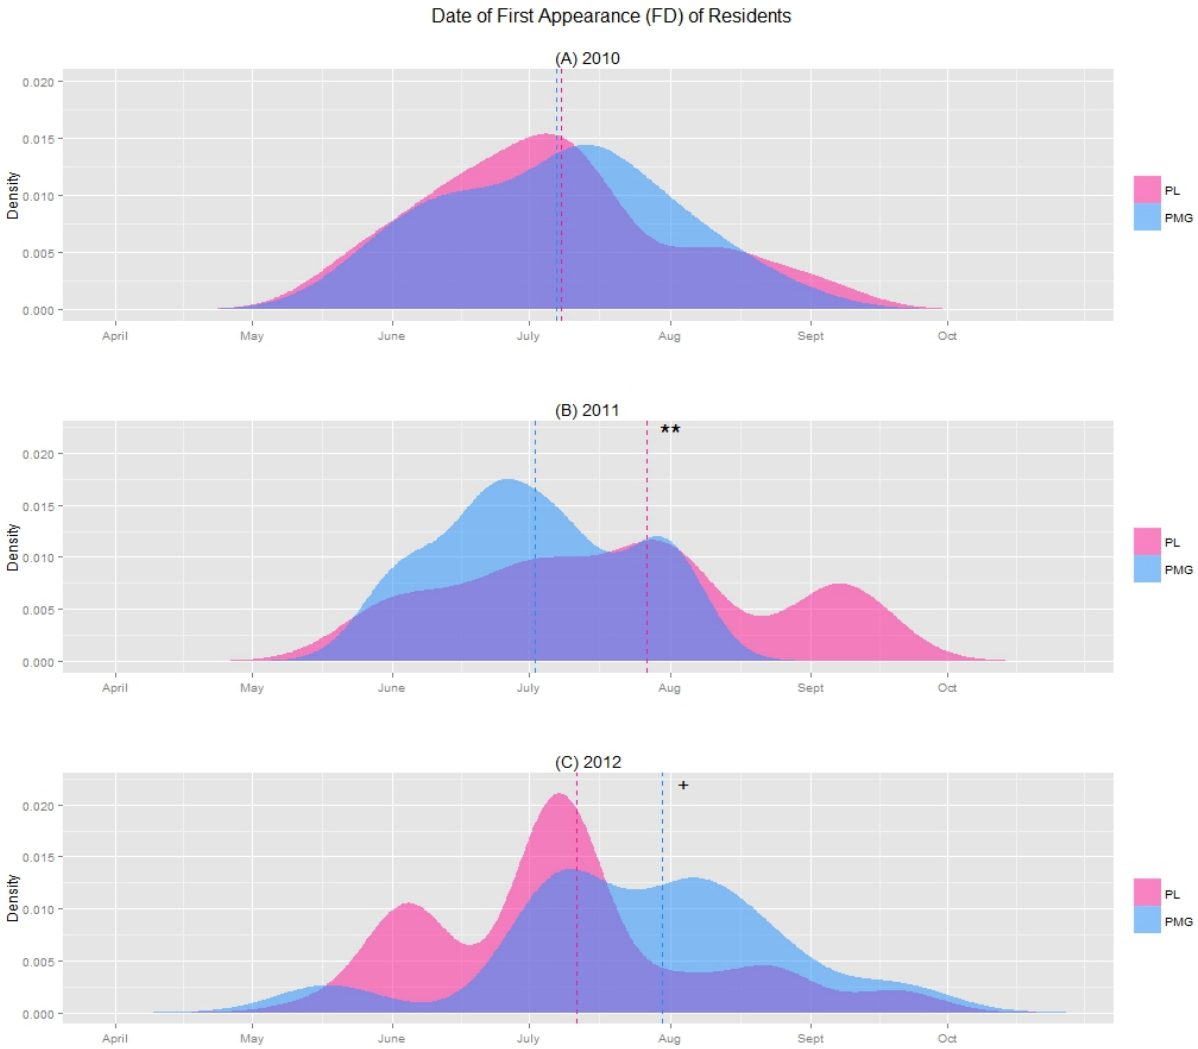 Date of First Appearance (FD) of Residents
(A) 2010
0.020
0.015
0.010
0.005
0.000
Density
April May June July Aug Sept Oct
PL
PMG
(B) 2011
**
0.020
0.015
0.010
0.005
0.000
Density
April May June July Aug Sept Oct
PL
PMG
(C) 2012
+
0.020
0.015
0.010
0.005
0.000
Density
April May June July Aug Sept Oct
PL
PMG